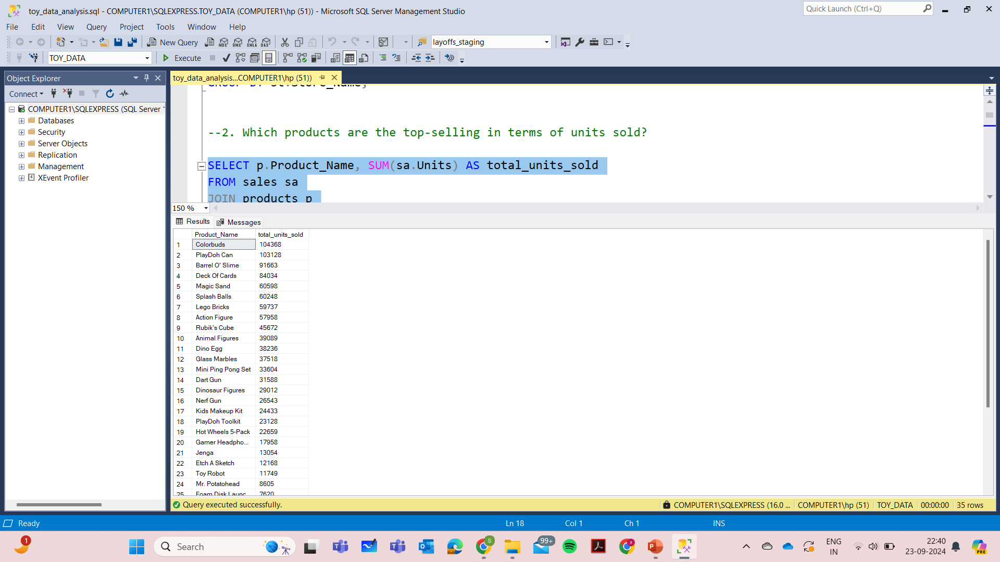 toy_data_analysis.sql - COMPUTER1\SQLEXPRESS.TOY_DATA (COMPUTER1\hp (51)) - Microsoft SQL Server Management Studio
Quick Launch (Ctrl+Q)
File Edit View Query Project Tools Window Help
New Query MDX DMX XMLA DAX layoffs_staging
TOY_DATA Execute
Object Explorer
toy_data_analysis...COMPUTER1\hp (51))
Connect
COMPUTER1\SQLEXPRESS (SQL Server
Databases
Security
Server Objects
Replication
Management
XEvent Profiler
GROUP BY st.Store_Name;
--2. Which products are the top-selling in terms of units sold?
SELECT p.Product_Name, SUM(sa.Units) AS total_units_sold
FROM sales sa
JOIN products p
150 %
Results Messages
Product_Name total_units_sold
1 Colorbuds 104368
2 PlayDoh Can 103128
3 Barrel O' Slime 91663
4 Deck Of Cards 84034
5 Magic Sand 60598
6 Splash Balls 60248
7 Lego Bricks 59737
8 Action Figure 57958
9 Rubik's Cube 45672
10 Animal Figures 39089
11 Dino Egg 38236
12 Glass Marbles 37518
13 Mini Ping Pong Set 33604
14 Dart Gun 31588
15 Dinosaur Figures 29012
16 Nerf Gun 26543
17 Kids Makeup Kit 24433
18 PlayDoh Toolkit 23128
19 Hot Wheels 5-Pack 22659
20 Gamer Headpho... 17958
21 Jenga 13054
22 Etch A Sketch 12168
23 Toy Robot 11749
24 Mr. Potatohead 8605
25 Foam Disk Launc... 7620
Query executed successfully.
COMPUTER1\SQLEXPRESS (16.0 ... COMPUTER1\hp (51) TOY_DATA 00:00:00 35 rows
Ready Ln 18 Col 1 Ch 1 INS
1
Search
99+
ENG
IN
22:40
23-09-2024
PRE